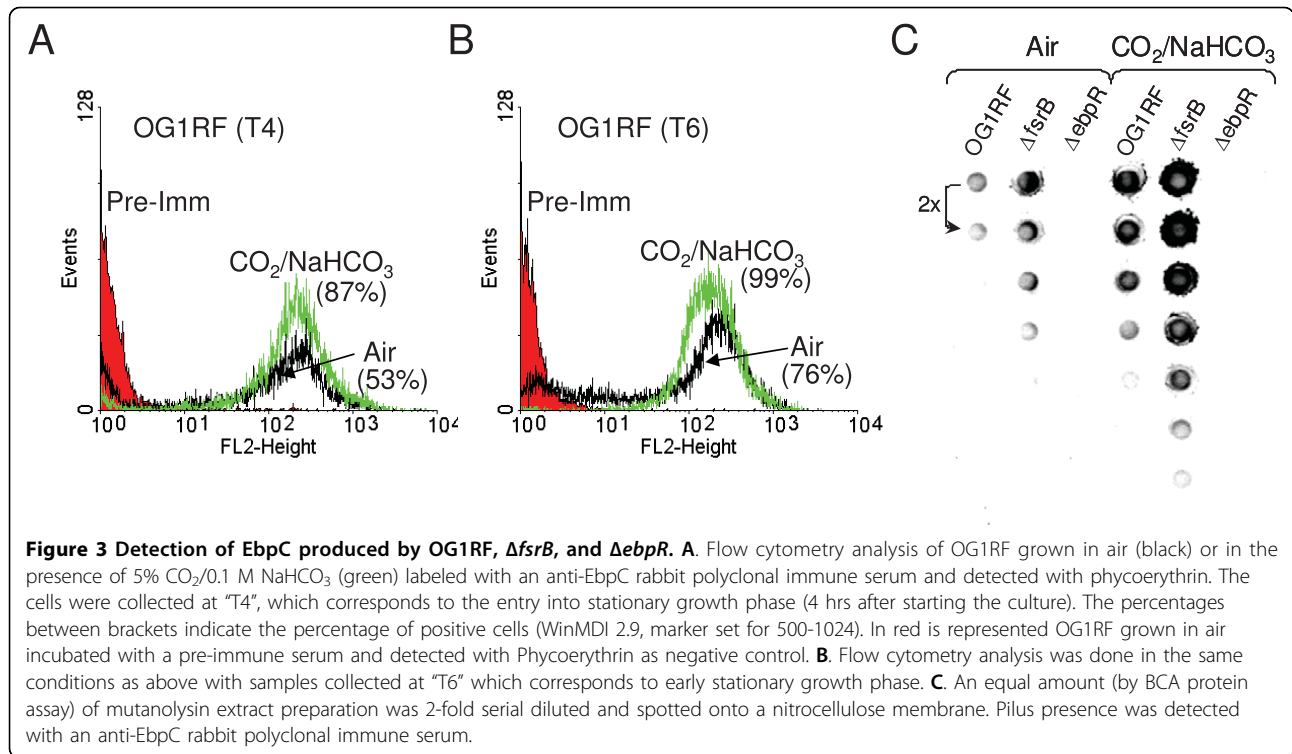 A
128
OG1RF (T4)
Pre-Imm
CO₂/NaHCO₃
(87%)
Air
(53%)
Events
0
10⁰ 10¹ 10² 10³ 10⁴
FL2-Height
B
128
OG1RF (T6)
Pre-Imm
CO₂/NaHCO₃
(99%)
Air
(76%)
Events
0
10⁰ 10¹ 10² 10³ 10⁴
FL2-Height
C
Air CO₂/NaHCO₃
OG1RF ΔfsrB ΔebpR OG1RF ΔfsrB ΔebpR
2x
Figure 3 Detection of EbpC produced by OG1RF, ΔfsrB, and ΔebpR. A. Flow cytometry analysis of OG1RF grown in air (black) or in the
presence of 5% CO₂/0.1 M NaHCO₃ (green) labeled with an anti-EbpC rabbit polyclonal immune serum and detected with phycoerythrin. The
cells were collected at "T4", which corresponds to the entry into stationary growth phase (4 hrs after starting the culture). The percentages
between brackets indicate the percentage of positive cells (WinMDI 2.9, marker set for 500-1024). In red is represented OG1RF grown in air
incubated with a pre-immune serum and detected with Phycoerythrin as negative control. B. Flow cytometry analysis was done in the same
conditions as above with samples collected at "T6" which corresponds to early stationary growth phase. C. An equal amount (by BCA protein
assay) of mutanolysin extract preparation was 2-fold serial diluted and spotted onto a nitrocellulose membrane. Pilus presence was detected
with an anti-EbpC rabbit polyclonal immune serum.